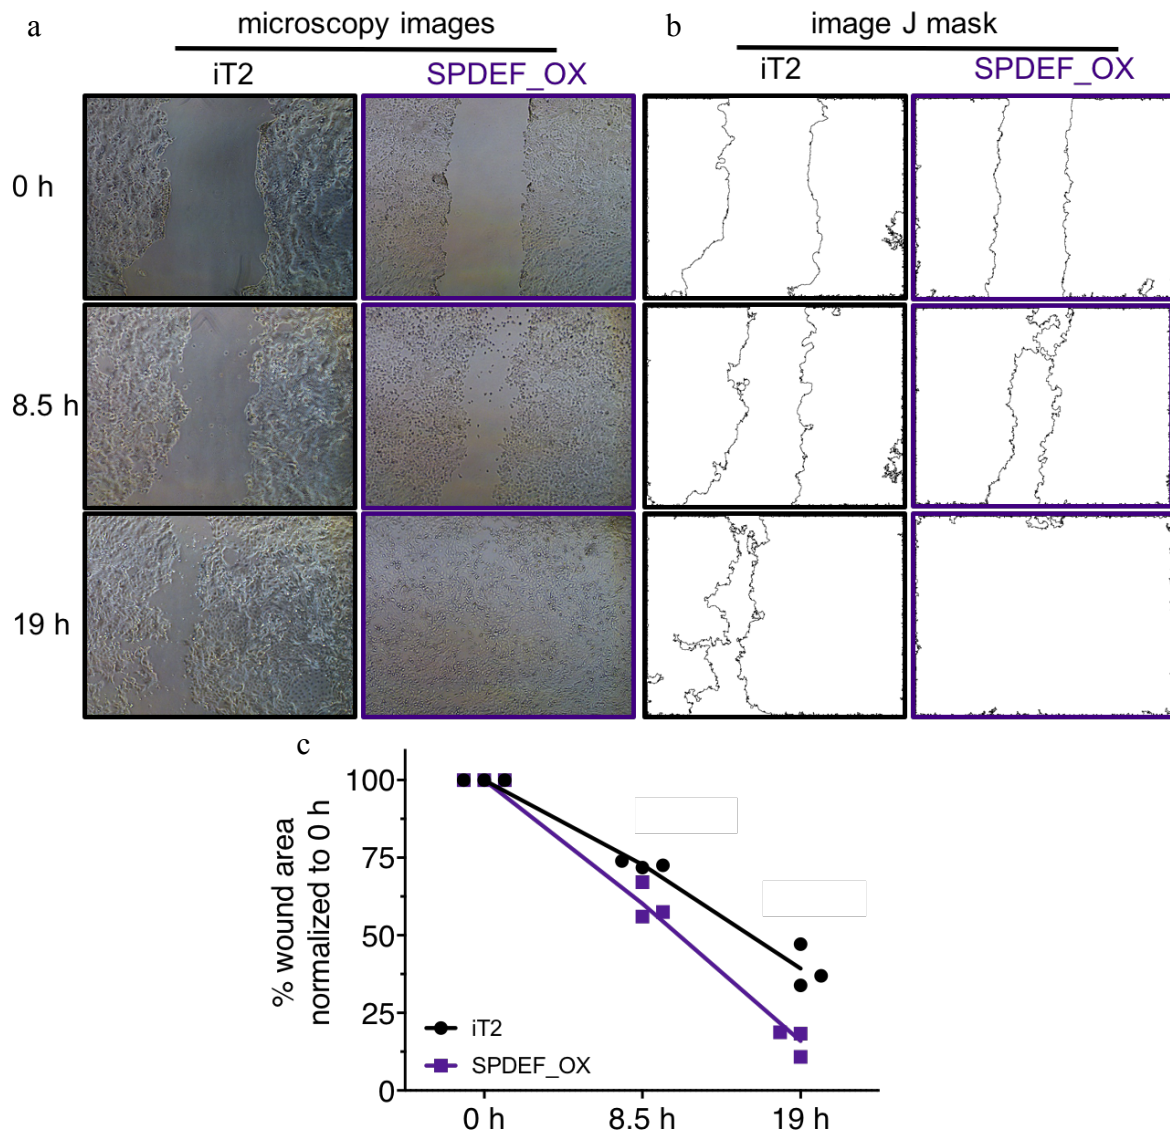 a
microscopy images
b
image J mask
iT2
SPDEF_OX
iT2
SPDEF_OX
0 h
8.5 h
19 h
c
% wound area
normalized to 0 h
100
75
50
25
0
iT2
SPDEF_OX
0 h
8.5 h
19 h